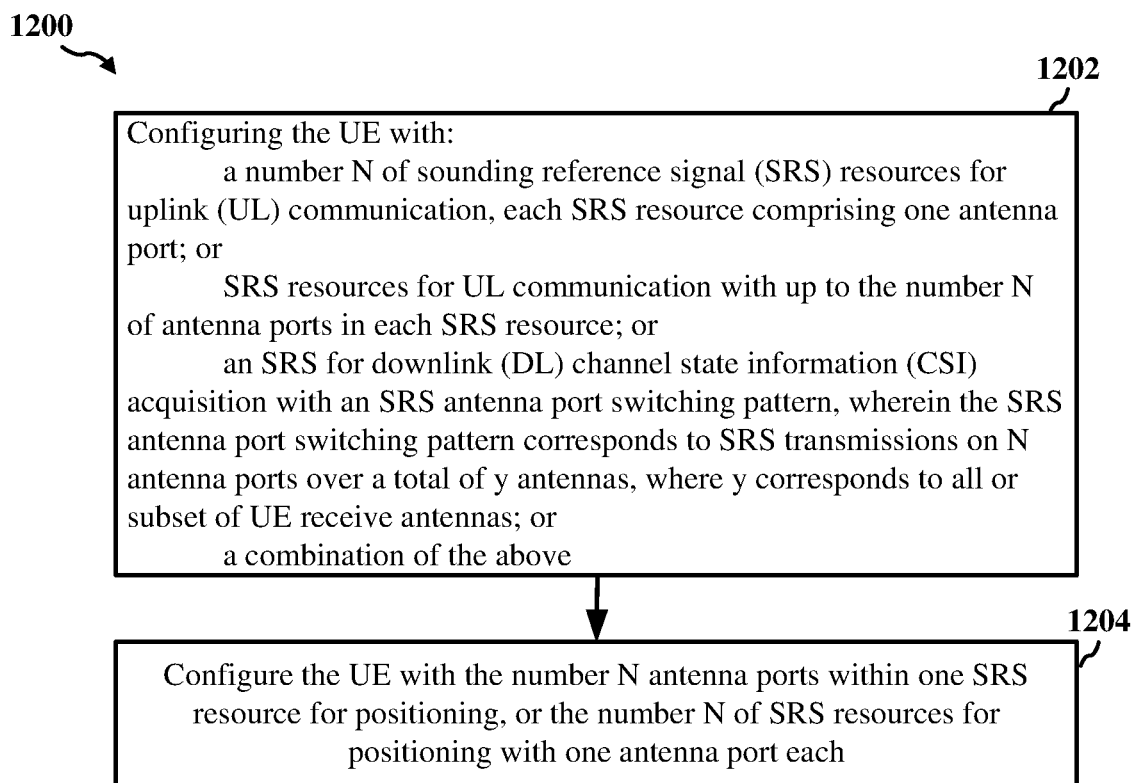 1200
1202
Configuring the UE with:
a number N of sounding reference signal (SRS) resources for
uplink (UL) communication, each SRS resource comprising one antenna
port; or
SRS resources for UL communication with up to the number N
of antenna ports in each SRS resource; or
an SRS for downlink (DL) channel state information (CSI)
acquisition with an SRS antenna port switching pattern, wherein the SRS
antenna port switching pattern corresponds to SRS transmissions on N
antenna ports over a total of y antennas, where y corresponds to all or
subset of UE receive antennas; or
a combination of the above
1204
Configure the UE with the number N antenna ports within one SRS
resource for positioning, or the number N of SRS resources for
positioning with one antenna port each